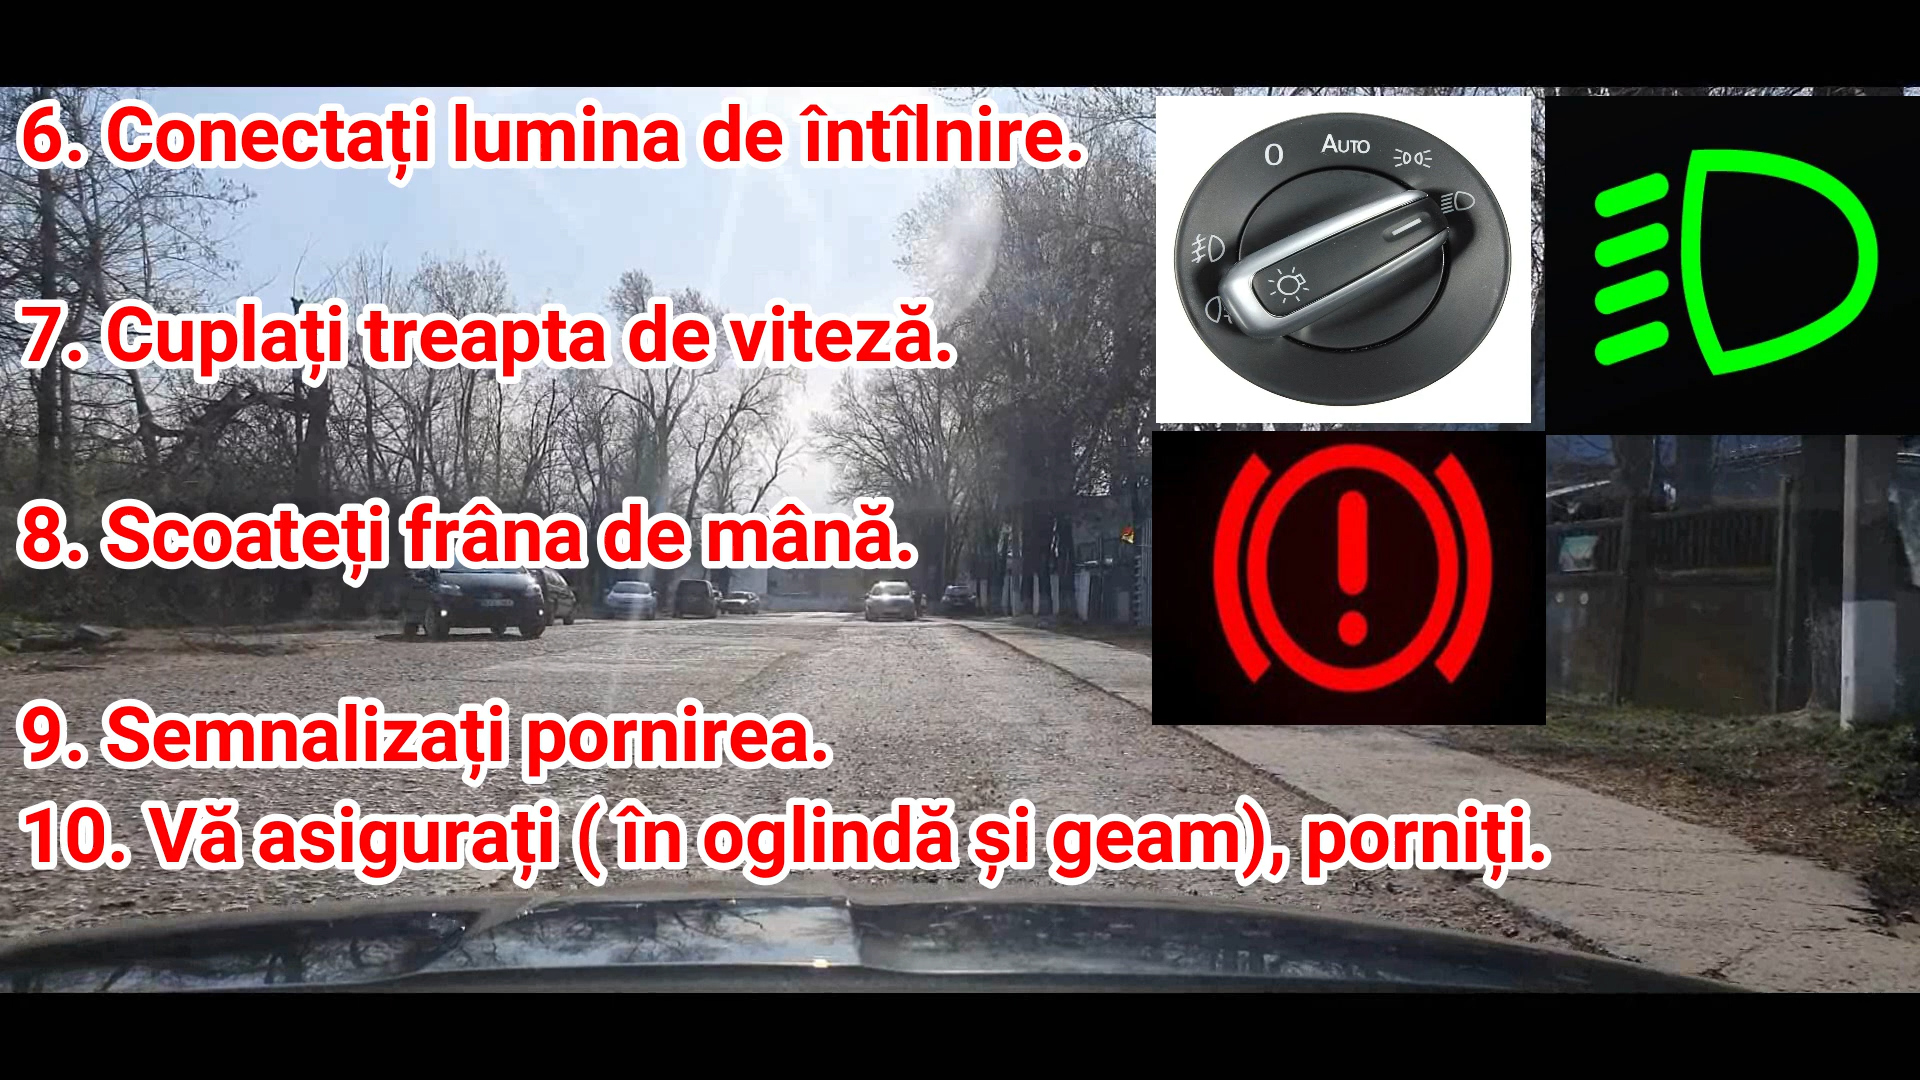 6. Conectați lumina de întîlnire.
0 AUTO
7. Cuplați treapta de viteză.
8. Scoateți frâna de mână.
9. Semnalizați pornirea.
10. Vă asigurați ( în oglindă și geam), porniți.